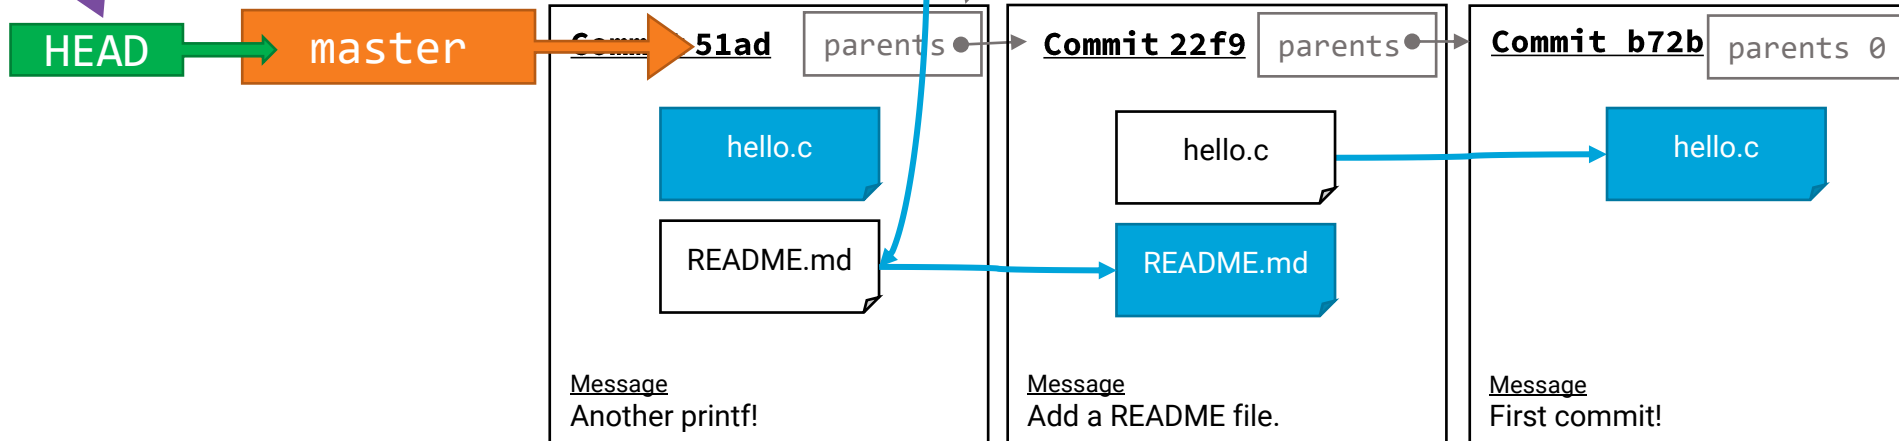 HEAD
master
Commit 51ad
parents
Commit 22f9
parents
Commit b72b
parents 0
hello.c
README.md
Message
Another printf!
hello.c
README.md
Message
Add a README file.
hello.c
Message
First commit!